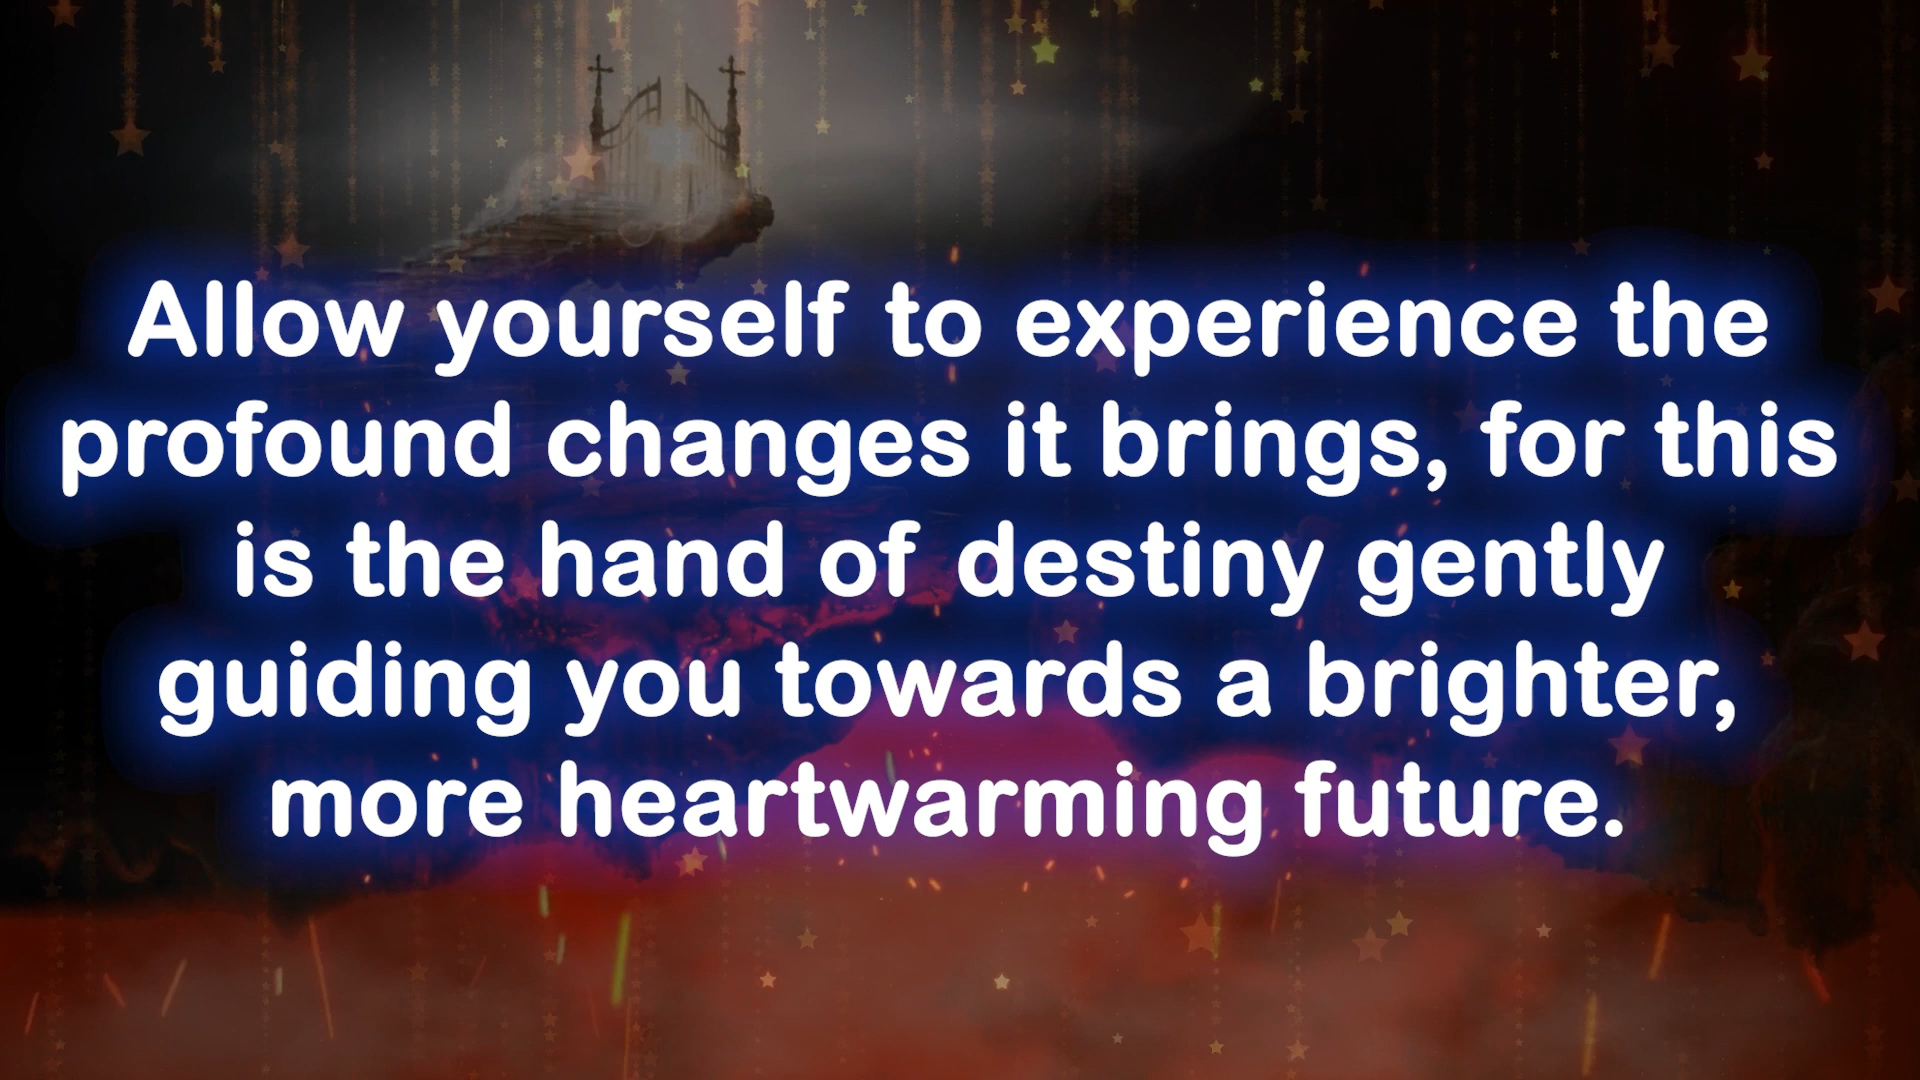 Allow yourself to experience the
profound changes it brings, for this
is the hand of destiny gently
guiding you towards a brighter,
more heartwarming future.